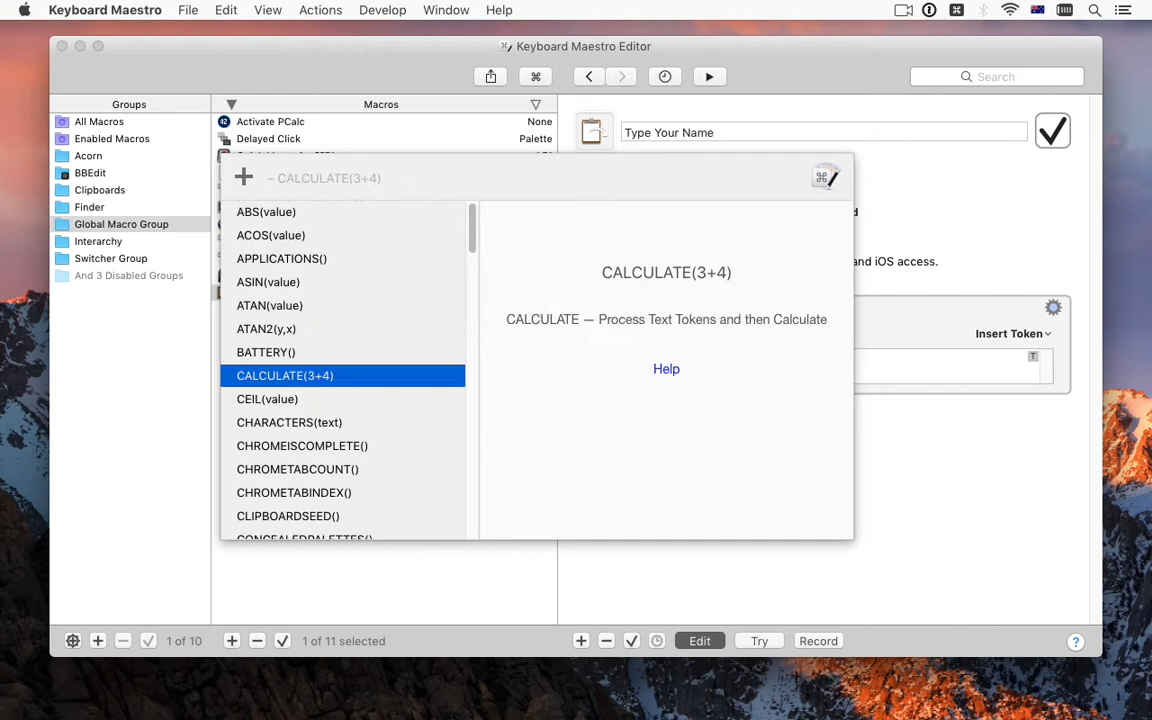 Keyboard Maestro File Edit View Actions Develop Window Help
Keyboard Maestro Editor
Search
Groups
All Macros
Enabled Macros
Acorn
BBEdit
Clipboards
Finder
Global Macro Group
Interarchy
Switcher Group
And 3 Disabled Groups
Macros
42 Activate PCalc None
Delayed Click Palette
Type Your Name
– CALCULATE(3+4)
ABS(value)
ACOS(value)
APPLICATIONS()
ASIN(value)
ATAN(value)
ATAN2(y,x)
BATTERY()
CALCULATE(3+4)
CEIL(value)
CHARACTERS(text)
CHROMEISCOMPLETE()
CHROMETABCOUNT()
CHROMETABINDEX()
CLIPBOARDSEED()
CONCEALEDPALETTES()
CALCULATE(3+4)
CALCULATE — Process Text Tokens and then Calculate
Help
and iOS access.
Insert Token
T
1 of 10
1 of 11 selected
Edit Try Record
?